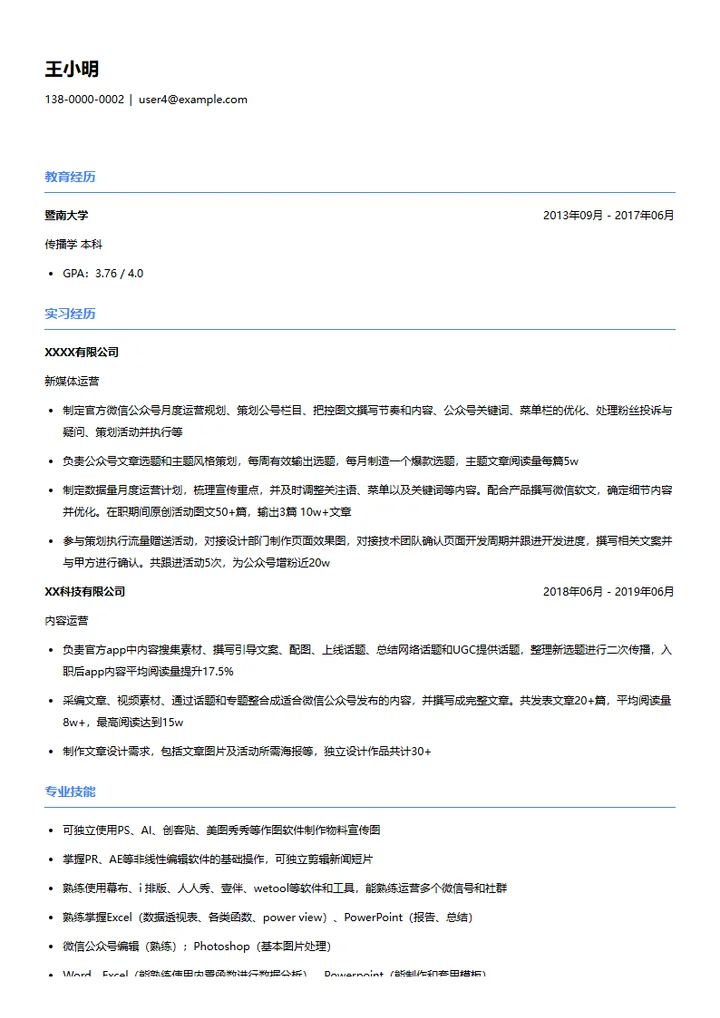 王小明
138-0000-0002 | user4@example.com
教育经历
暨南大学 2013年09月 - 2017年06月
传播学 本科
• GPA：3.76 / 4.0
实习经历
XXXX有限公司
新媒体运营
• 制定官方微信公众号月度运营规划、策划公号栏目、把控图文撰写节奏和内容、公众号关键词、菜单栏的优化、处理粉丝投诉与
疑问、策划活动并执行等
• 负责公众号文章选题和主题风格策划，每周有效输出选题，每月制造一个爆款选题，主题文章阅读量每篇5w
• 制定数据量月度运营计划，梳理宣传重点，并及时调整关注语、菜单以及关键词等内容。配合产品撰写微信软文，确定细节内容
并优化。在职期间原创活动图文50+篇，输出3篇 10w+文章
• 参与策划执行流量赠送活动，对接设计部门制作页面效果图，对接技术团队确认页面开发周期并跟进开发进度，撰写相关文案并
与甲方进行确认。共跟进活动5次，为公众号增粉近20w
XX科技有限公司 2018年06月 - 2019年06月
内容运营
• 负责官方app中内容搜集素材、撰写引导文案、配图、上线话题、总结网络话题和UGC提供话题，整理新选题进行二次传播，入
职后app内容平均阅读量提升17.5%
• 采编文章、视频素材、通过话题和专题整合成适合微信公众号发布的内容，并撰写成完整文章。共发表文章20+篇，平均阅读量
8w+，最高阅读达到15w
• 制作文章设计需求，包括文章图片及活动所需海报等，独立设计作品共计30+
专业技能
• 可独立使用PS、AI、创客贴、美图秀秀等作图软件制作物料宣传图
• 掌握PR、AE等非线性编辑软件的基础操作，可独立剪辑新闻短片
• 熟练使用幕布、i 排版、人人秀、壹伴、wetool等软件和工具，能熟练运营多个微信号和社群
• 熟练掌握Excel（数据透视表、各类函数、power view）、PowerPoint（报告、总结）
• 微信公众号编辑（熟练）；Photoshop（基本图片处理）
• Word、Excel（能熟练使用内置函数进行数据分析）、Powerpoint（能制作和套用模板）